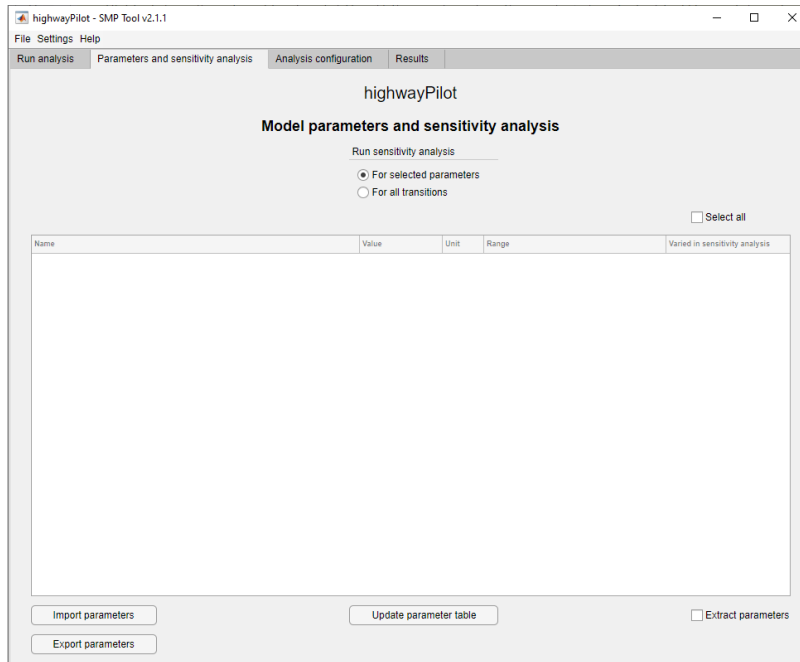 highwayPilot - SMP Tool v2.1.1
File Settings Help
Run analysis Parameters and sensitivity analysis Analysis configuration Results
highwayPilot
Model parameters and sensitivity analysis
Run sensitivity analysis
For selected parameters
For all transitions
Select all
Name Value Unit Range Varied in sensitivity analysis
Import parameters Update parameter table Extract parameters
Export parameters